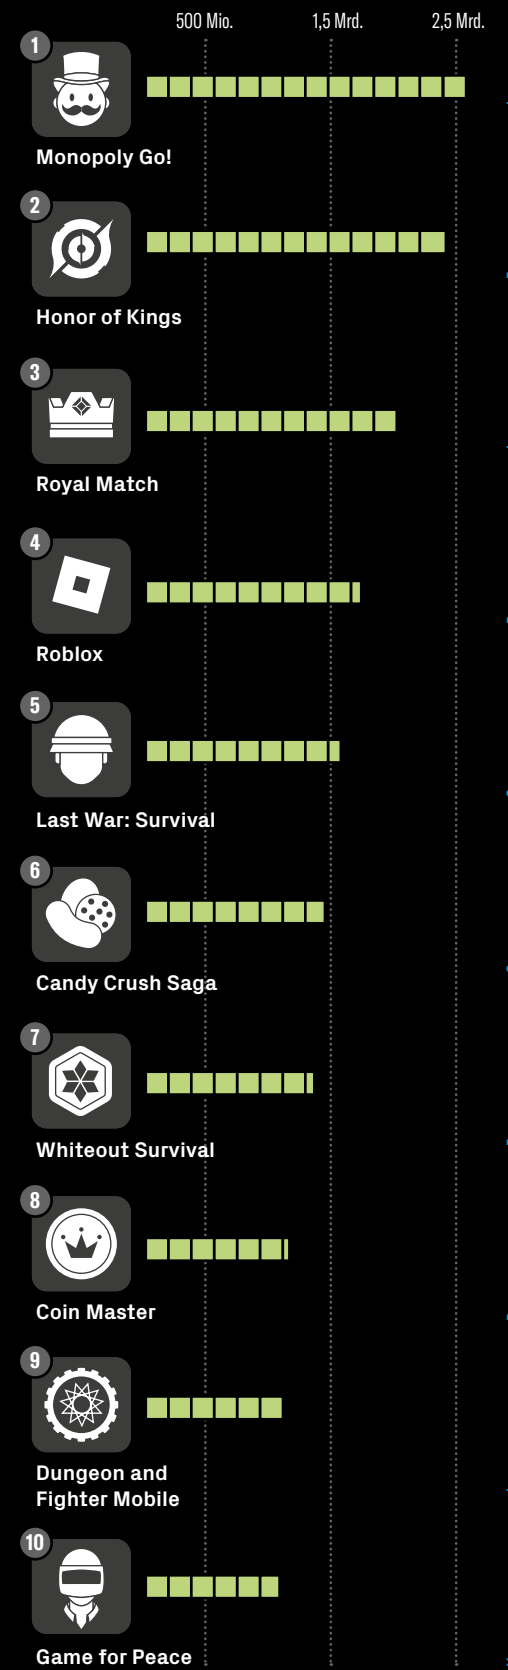 500 Mio. 1,5 Mrd. 2,5 Mrd.
1
Monopoly Go!
2
Honor of Kings
3
Royal Match
4
Roblox
5
Last War: Survival
6
Candy Crush Saga
7
Whiteout Survival
8
Coin Master
9
Dungeon and
Fighter Mobile
10
Game for Peace